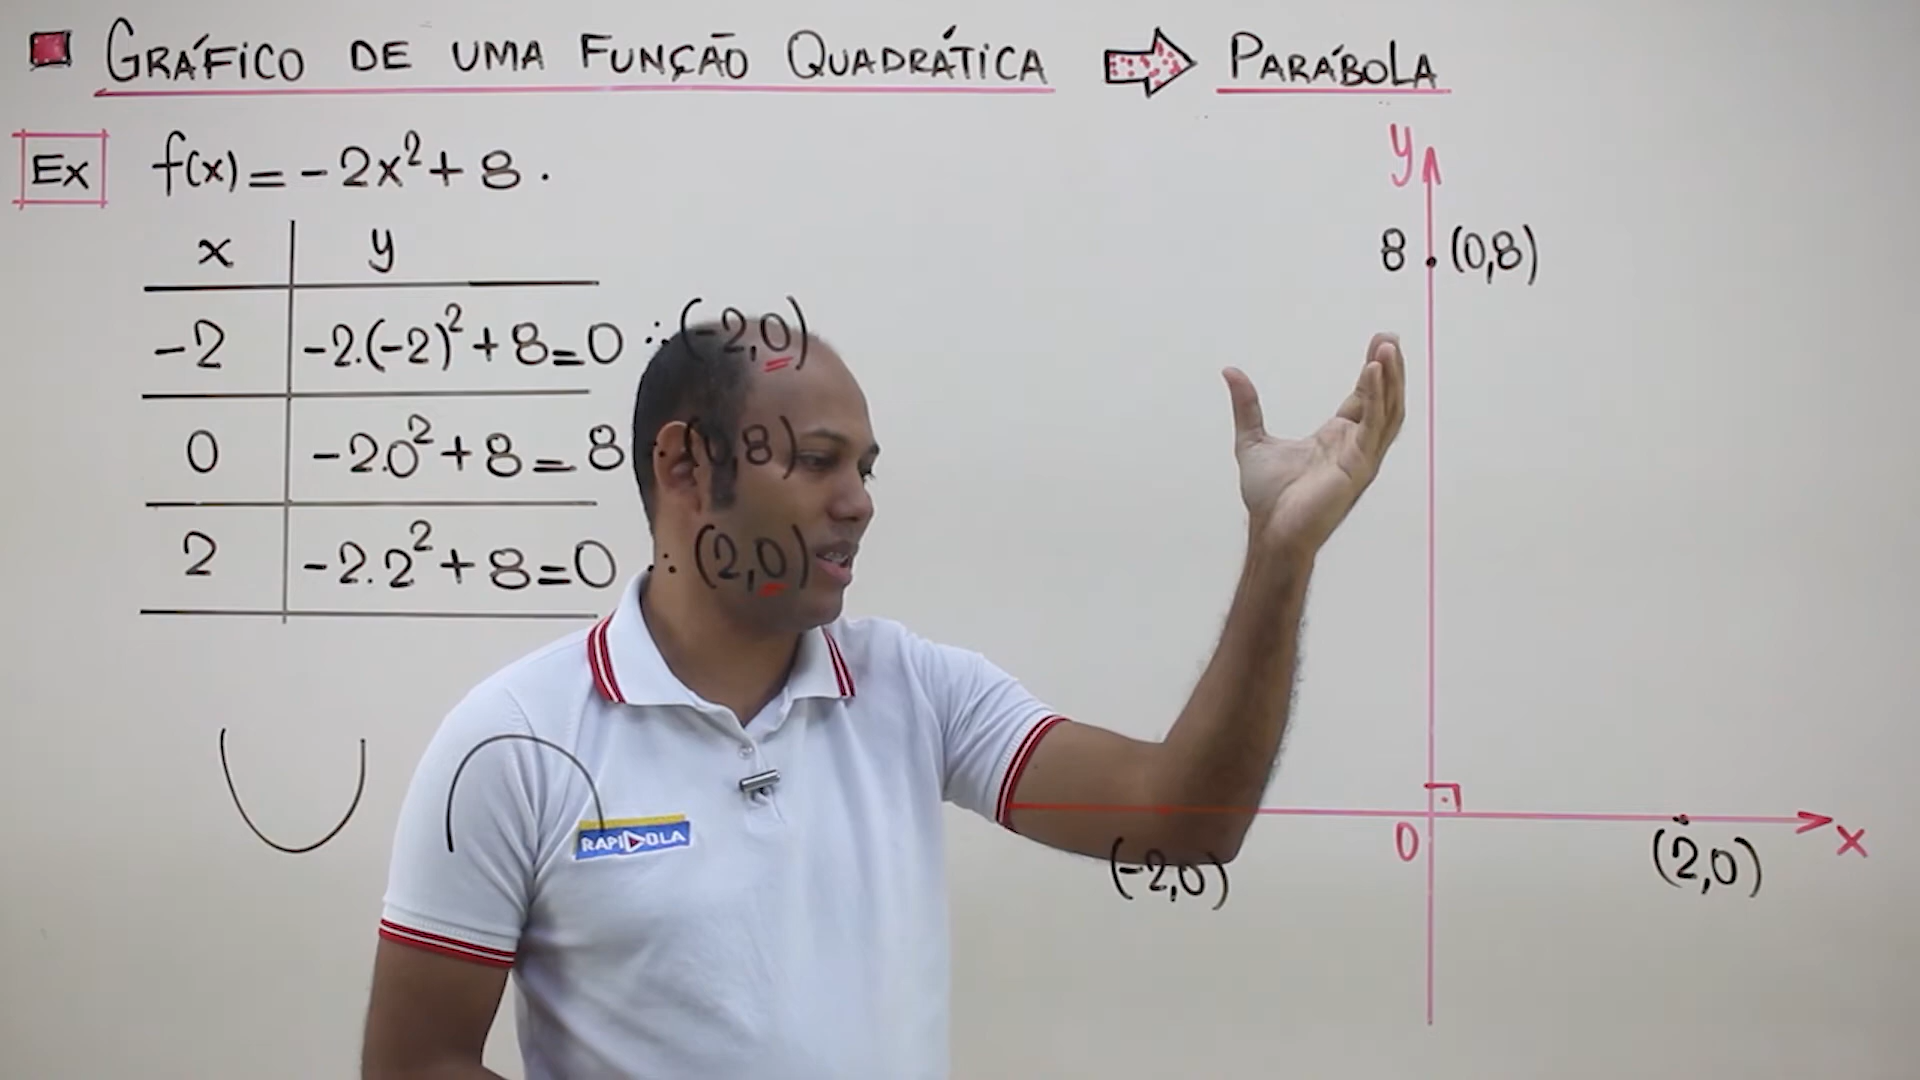 GRÁFICO DE UMA FUNÇÃO QUADRÁTICA ⇨ PARÁBOLA
Ex f(x) = -2x²+8.
x y
-2 -2.(-2)²+8=0 ∴ (-2,0)
0 -2.0²+8=8 ∴ (0,8)
2 -2.2²+8=0 ∴ (2,0)
y
8 (0,8)
0 x
(-2,0) (2,0)
RAPIDOLA